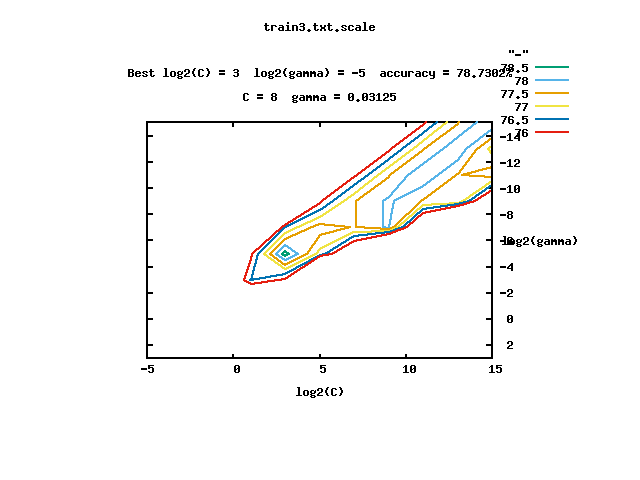 train3.txt.scale
"-"
Best log2(C) = 3  log2(gamma) = -5  accuracy = 78.7302%
78.5
78
C = 8  gamma = 0.03125
77.5
77
76.5
76
-14
-12
-10
-8
-6
log2(gamma)
-4
-2
0
2
-5 0 5 10 15
log2(C)